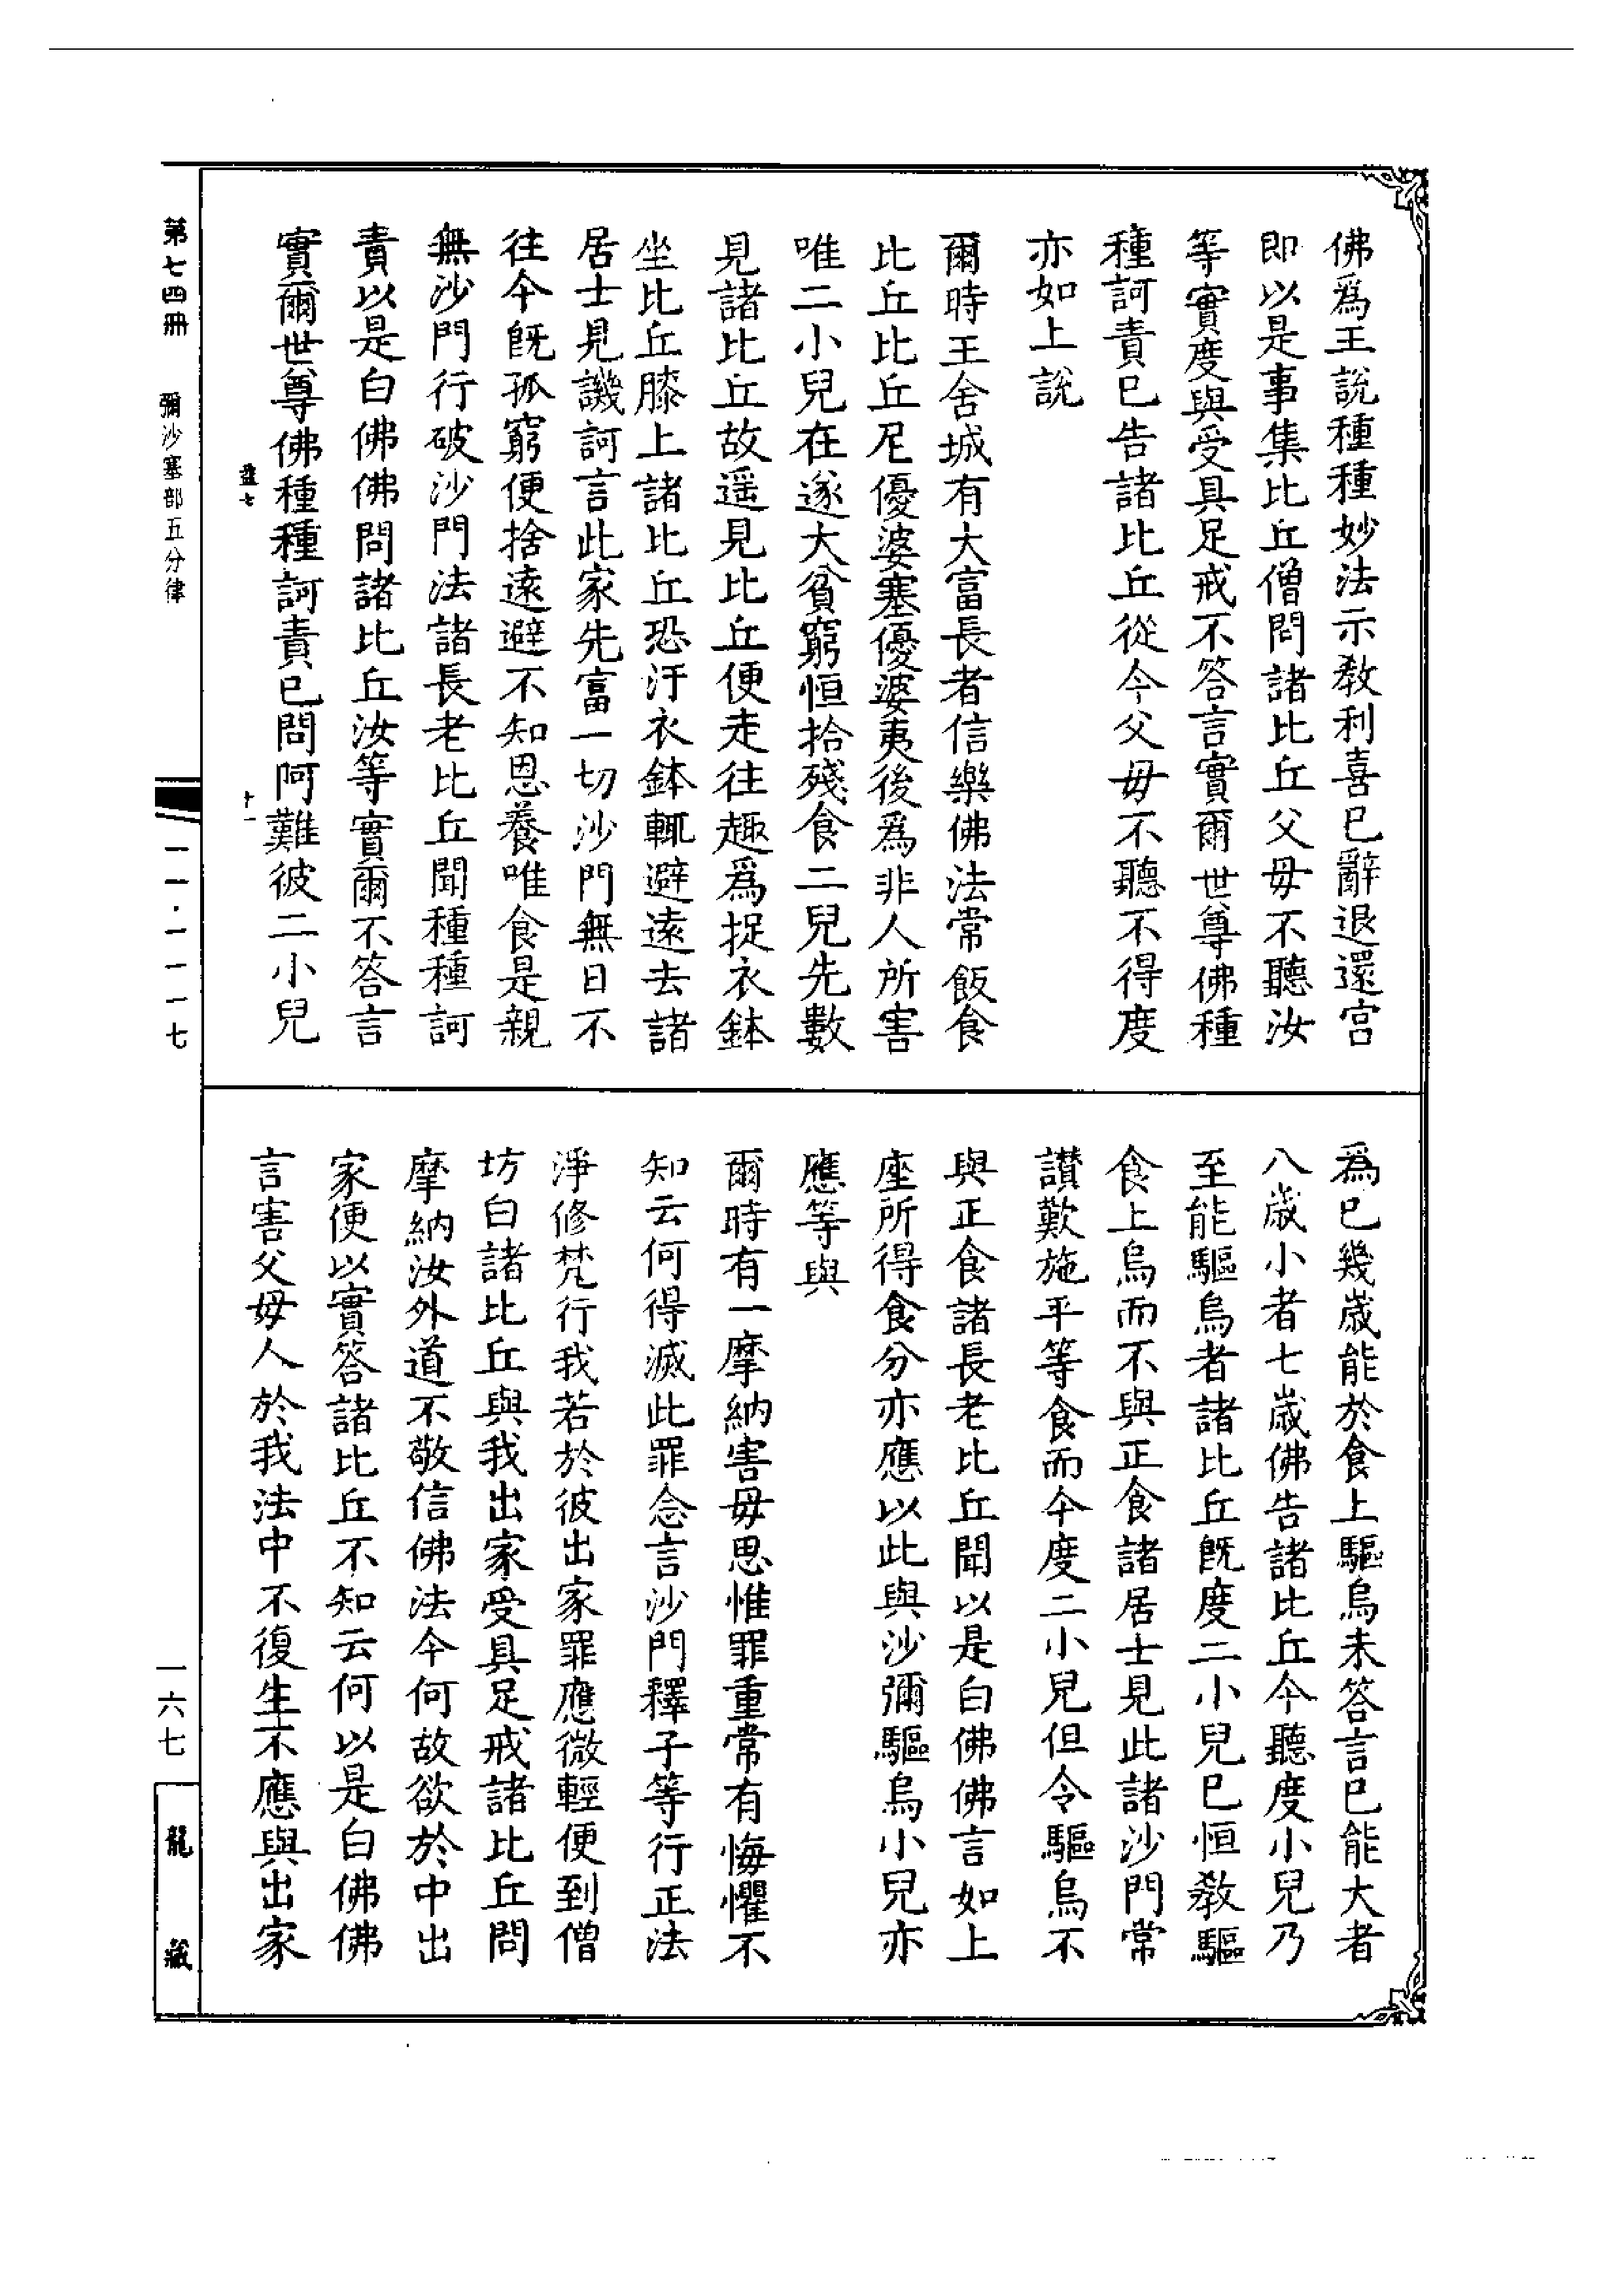 佛爲王說種種妙法示教利喜已辭退還宮
即以是事集比丘僧問諸比丘父母不聽汝
等實度與受具足戒不答言實爾世尊佛種
種訶責已告諸比丘從今父母不聽不得度
亦如上說
爾時王舍城有大富長者信樂佛法常飯食
比丘比丘尼優婆塞優婆夷後爲非人所害
唯二小兒在遂大貧窮恒拾殘食二兒先數
見諸比丘故遥見比丘便走往趣爲捉衣鉢
坐比丘膝上諸比丘恐汙衣鉢輒避遠去諸
居士見譏訶言此家先富一切沙門無日不
往今旣孤窮便捨遠避不知恩養唯食是親
無沙門行破沙門法諸長老比丘聞種種訶
責以是白佛佛問諸比丘汝等實爾不答言
實爾世尊佛種種訶責已問阿難彼二小兒
爲已幾歲能於食上驅烏未答言已能大者
八歲小者七歲佛告諸比丘今聽度小兒乃
至能驅烏者諸比丘旣度二小兒已恒教驅
食上烏而不與正食諸居士見此諸沙門常
讃歎施平等食而今度二小兒但令驅烏不
與正食諸長老比丘聞以是白佛佛言如上
座所得食分亦應以此與沙彌驅烏小兒亦
應等與
爾時有一摩納害母思惟罪重常有悔懼不
知云何得滅此罪念言沙門釋子等行正法
淨修梵行我若於彼出家罪應微輕便到僧
坊白諸比丘與我出家受具足戒諸比丘問
摩納汝外道不敬信佛法今何故欲於中出
家便以實答諸比丘不知云何以是白佛佛
言害父母人於我法中不復生不應與出家
第七四冊 彌沙塞部五分律
盘七 十一
一一·一一一七
一六七
龍藏